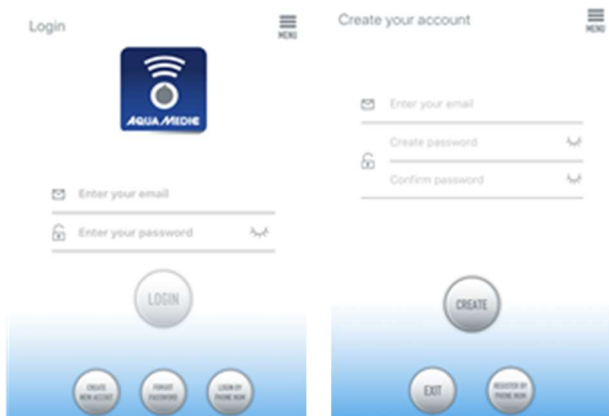 Login
MENU
AQUA MEDIC
Enter your email
Enter your password
LOGIN
CREATE
NEW ACCOUNT
FORGOT
PASSWORD
LOGIN BY
PHONE NUM
Create your account
MENU
Enter your email
Create password
Confirm password
CREATE
EXIT
REGISTER BY
PHONE NUM